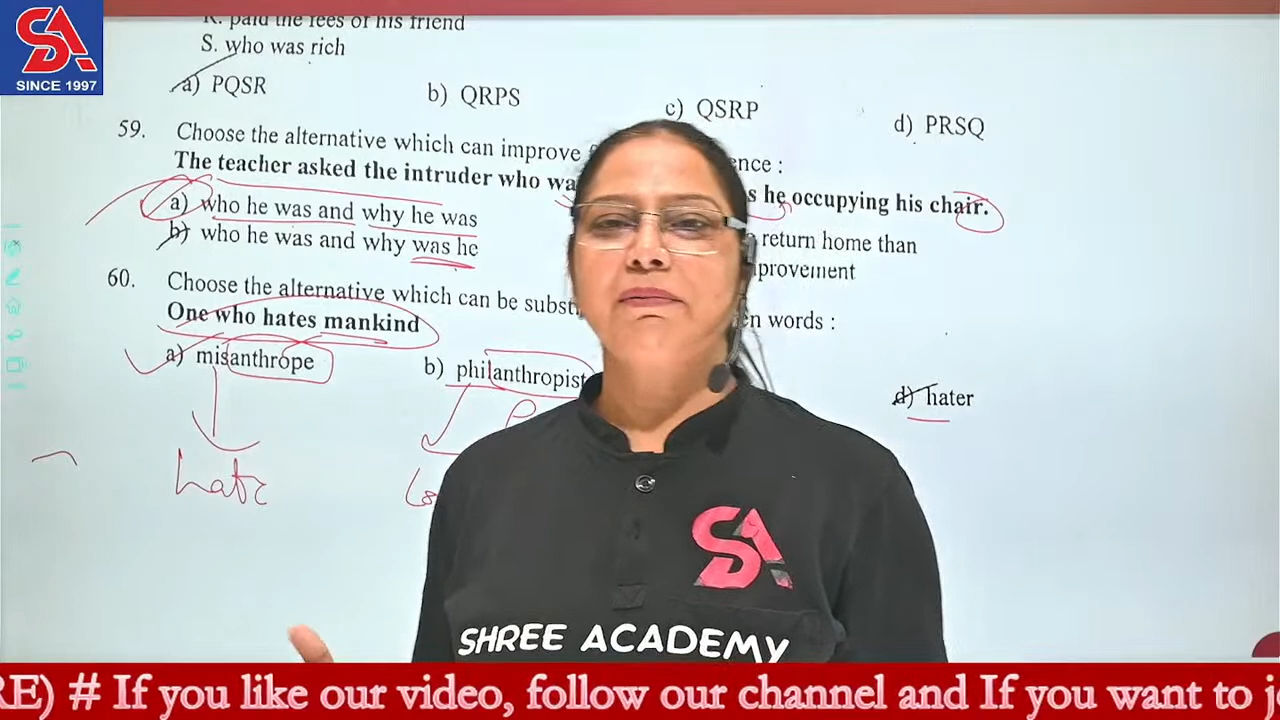 SA
SINCE 1997
R. paid the fees of his friend
S. who was rich
a) PQSR b) QRPS c) QSRP d) PRSQ
59. Choose the alternative which can improve ence :
The teacher asked the intruder who wa s he occupying his chair.
a) who he was and why he was return home than
b) who he was and why was he provement
60. Choose the alternative which can be subst en words :
One who hates mankind
a) misanthrope b) philanthropist d) hater
hate
SA
SHREE ACADEMY
RE) # If you like our video, follow our channel and If you want to j